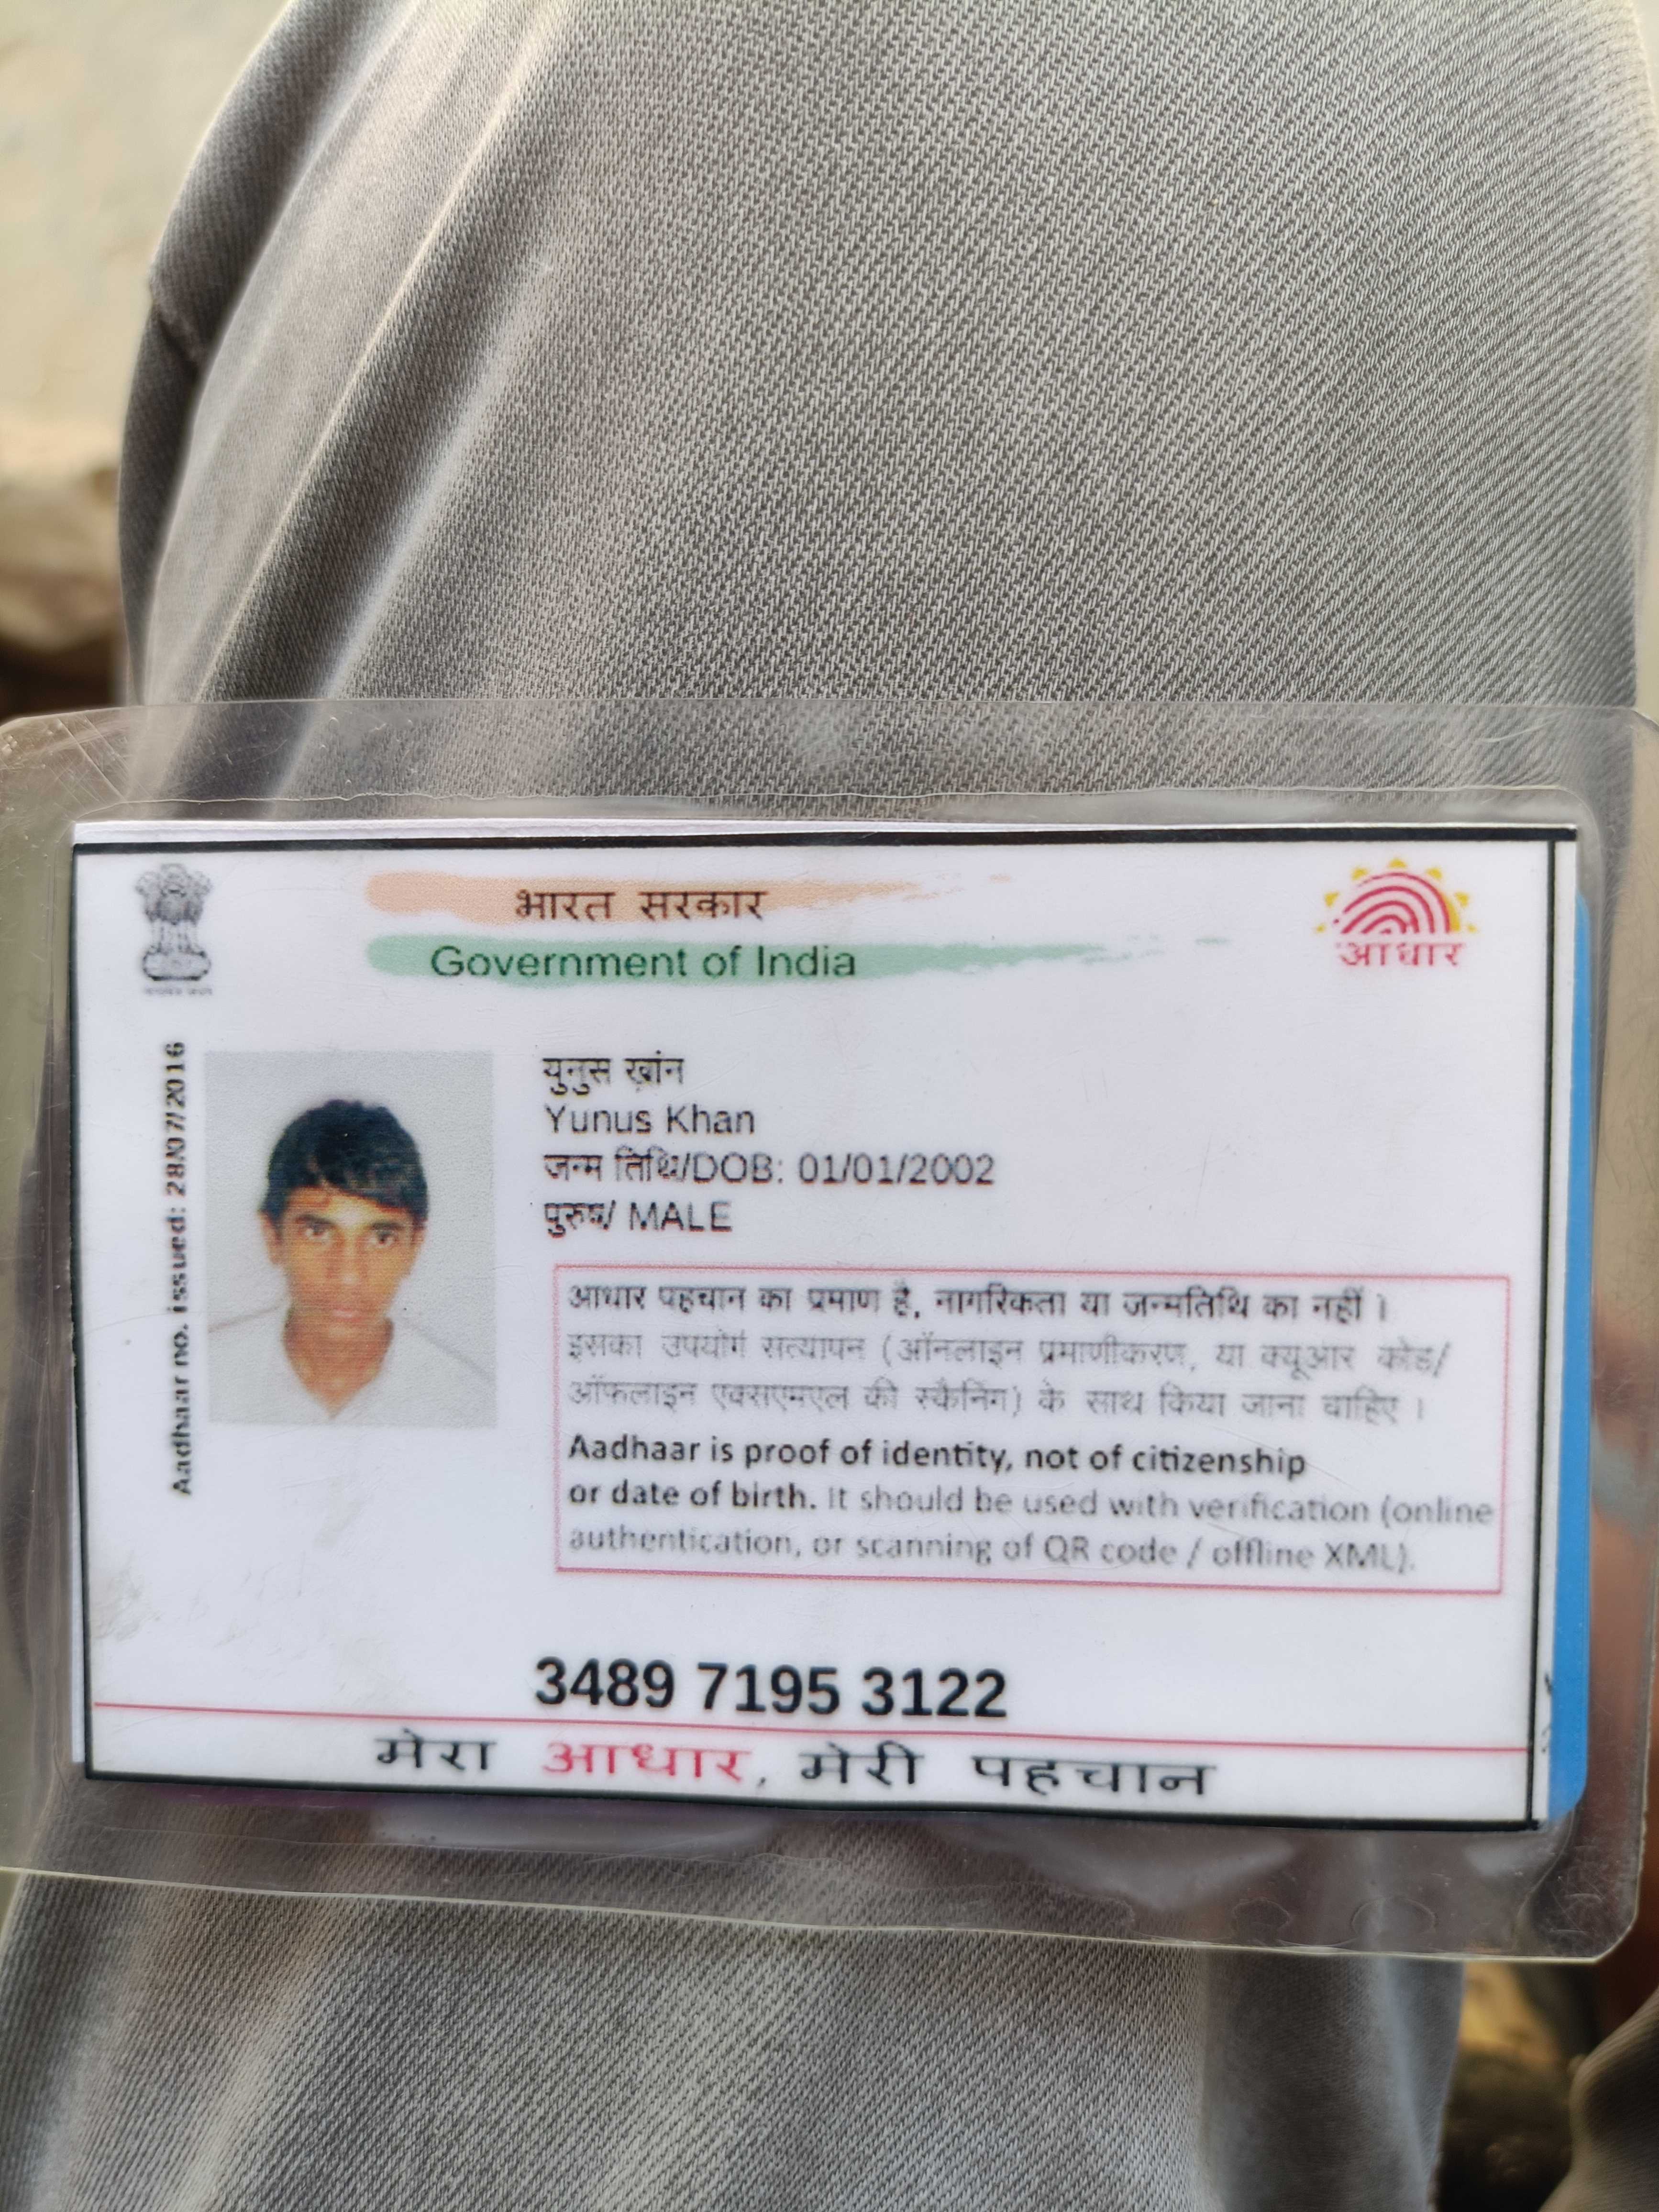 भारत सरकार
Government of India
आधार
Aadhaar no. issued: 28/07/2016
युनुस खांन
Yunus Khan
जन्म तिथि/DOB: 01/01/2002
पुरुष/ MALE
आधार पहचान का प्रमाण है, नागरिकता या जन्मतिथि का नहीं ।
इसका उपयोग सत्यापन (ऑनलाइन प्रमाणीकरण, या क्यूआर कोड/
ऑफलाइन एक्सएमएल की स्कैनिंग) के साथ किया जाना चाहिए ।
Aadhaar is proof of identity, not of citizenship
or date of birth. It should be used with verification (online
authentication, or scanning of QR code / offline XML).
3489 7195 3122
मेरा आधार, मेरी पहचान